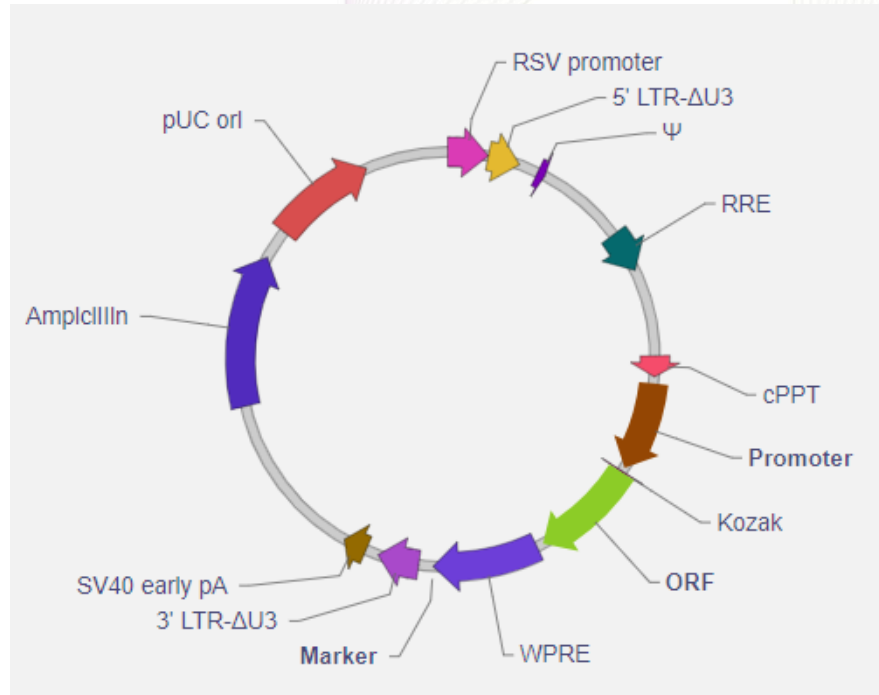 RSV promoter
5' LTR-ΔU3
Ψ
RRE
cPPT
Promoter
Kozak
ORF
WPRE
Marker
3' LTR-ΔU3
SV40 early pA
Ampicillin
pUC ori